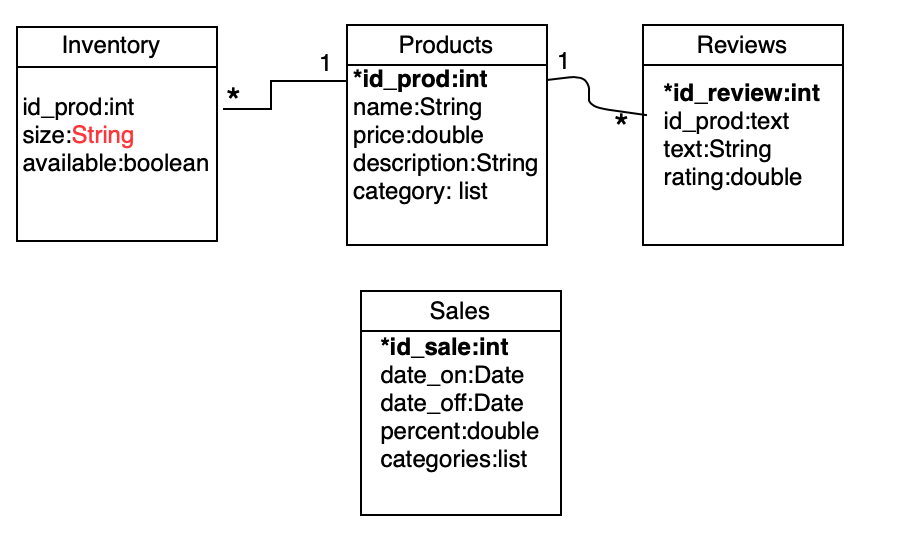 Inventory
id_prod:int
size:String
available:boolean
*
1
Products
*id_prod:int
name:String
price:double
description:String
category: list
1
*
Reviews
*id_review:int
id_prod:text
text:String
rating:double
Sales
*id_sale:int
date_on:Date
date_off:Date
percent:double
categories:list